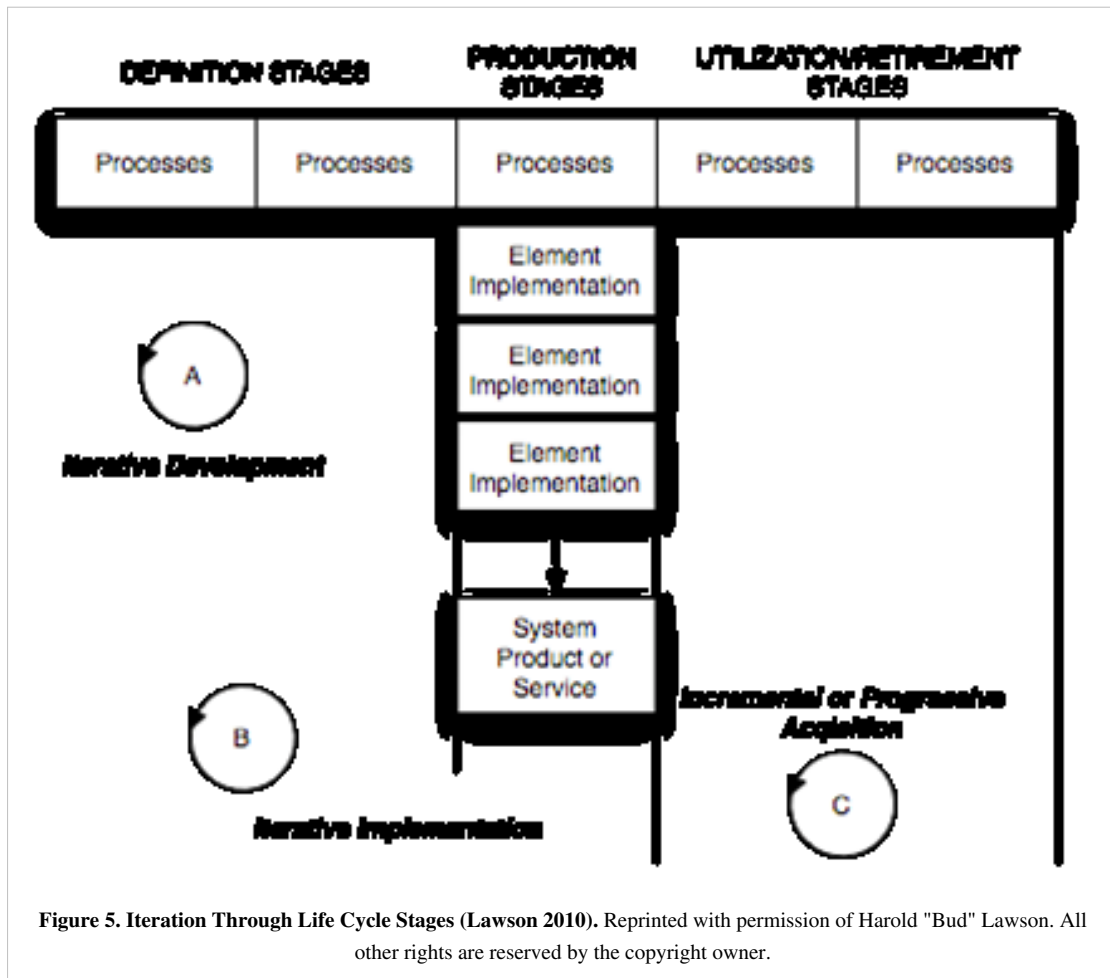 DEFINITION STAGES
PRODUCTION
STAGES
UTILIZATION/RETIREMENT
STAGES
Processes
Processes
Processes
Processes
Processes
Element
Implementation
Element
Implementation
Element
Implementation
A
Iterative Development
System
Product or
Service
B
Iterative Implementation
Incremental or Progressive
Acqisition
C
Figure 5. Iteration Through Life Cycle Stages (Lawson 2010). Reprinted with permission of Harold "Bud" Lawson. All
other rights are reserved by the copyright owner.